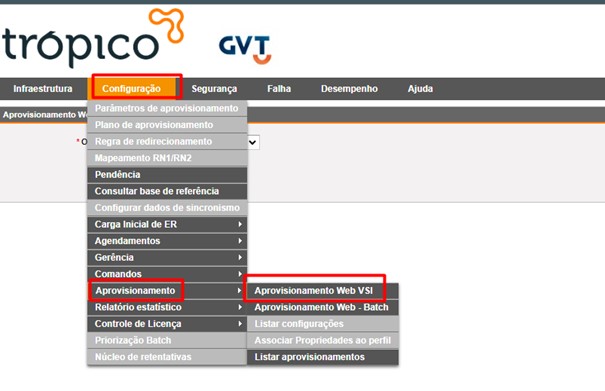 trópico
GVT
Infraestrutura
Configuração
Segurança
Falha
Desempenho
Ajuda
Aprovisionamento We
Parâmetros de aprovisionamento
Plano de aprovisionamento
* O
Regra de redirecionamento
Mapeamento RN1/RN2
Pendência
Consultar base de referência
Configurar dados de sincronismo
Carga Inicial de ER
Agendamentos
Gerência
Comandos
Aprovisionamento
Aprovisionamento Web VSI
Relatório estatístico
Aprovisionamento Web - Batch
Controle de Licença
Listar configurações
Priorização Batch
Associar Propriedades ao perfil
Núcleo de retentativas
Listar aprovisionamentos